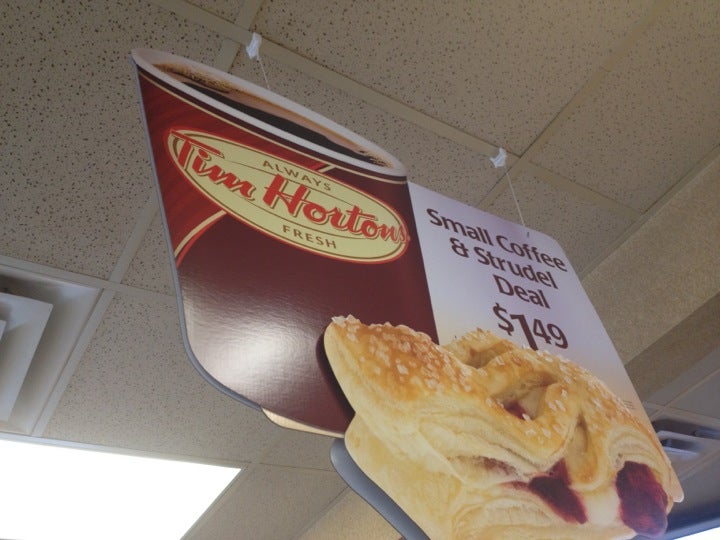 ALWAYS
Tim Hortons
FRESH
Small Coffee
& Strudel
Deal
$1.49